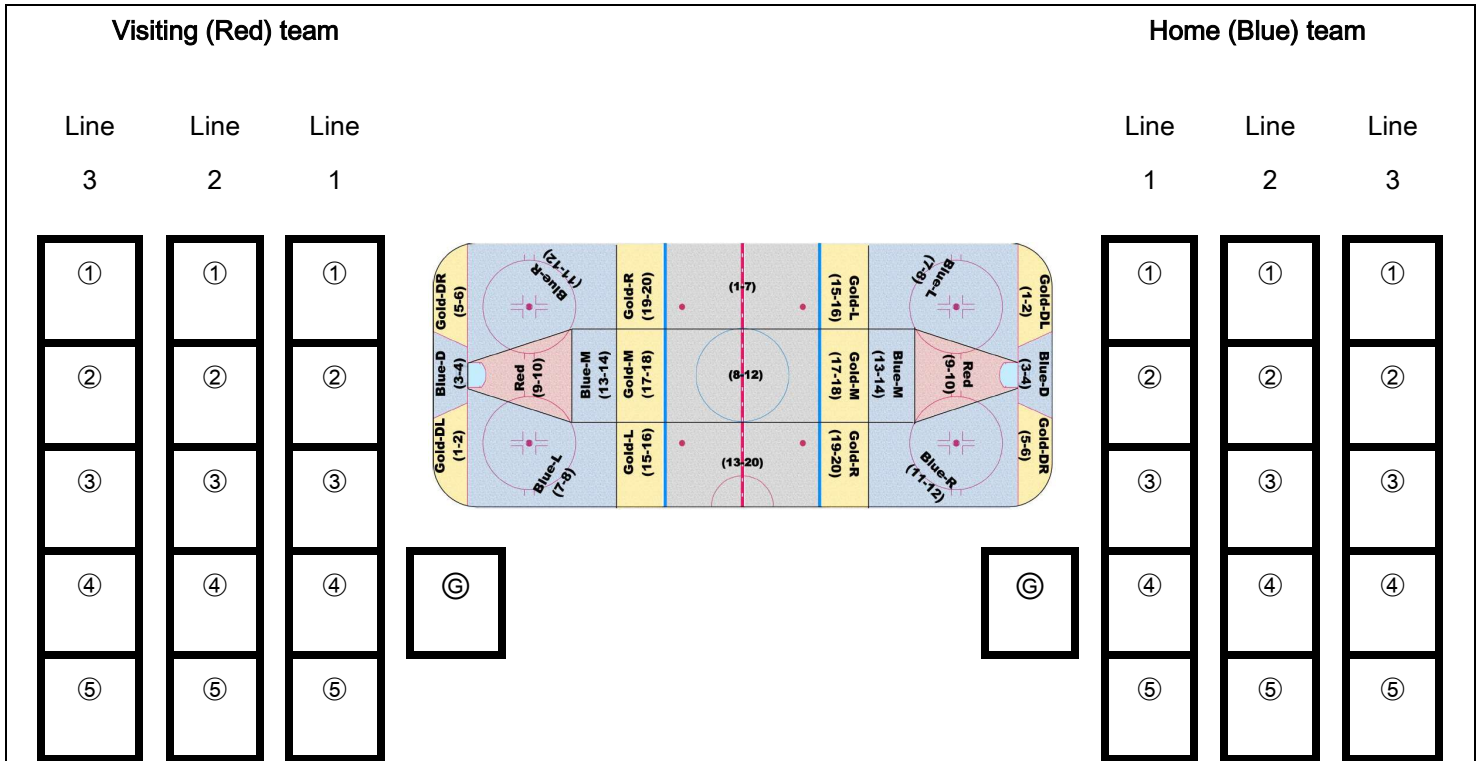 Visiting (Red) team
Home (Blue) team
Line
3
Line
2
Line
1
Line
1
Line
2
Line
3
①
②
③
④
⑤
①
②
③
④
⑤
①
②
③
④
⑤
Ⓖ
Gold-DR
(5-6)
Blue-D
(3-4)
Gold-DL
(1-2)
Blue-R
(11-12)
Red
(9-10)
Blue-L
(7-8)
Blue-M
(13-14)
Gold-R
(19-20)
Gold-M
(17-18)
Gold-L
(15-16)
(1-7)
(8-12)
(13-20)
Gold-L
(15-16)
Gold-M
(17-18)
Gold-R
(19-20)
Blue-M
(13-14)
Blue-L
(7-8)
Red
(9-10)
Blue-R
(11-12)
Gold-DL
(1-2)
Blue-D
(3-4)
Gold-DR
(5-6)
Ⓖ
①
②
③
④
⑤
①
②
③
④
⑤
①
②
③
④
⑤